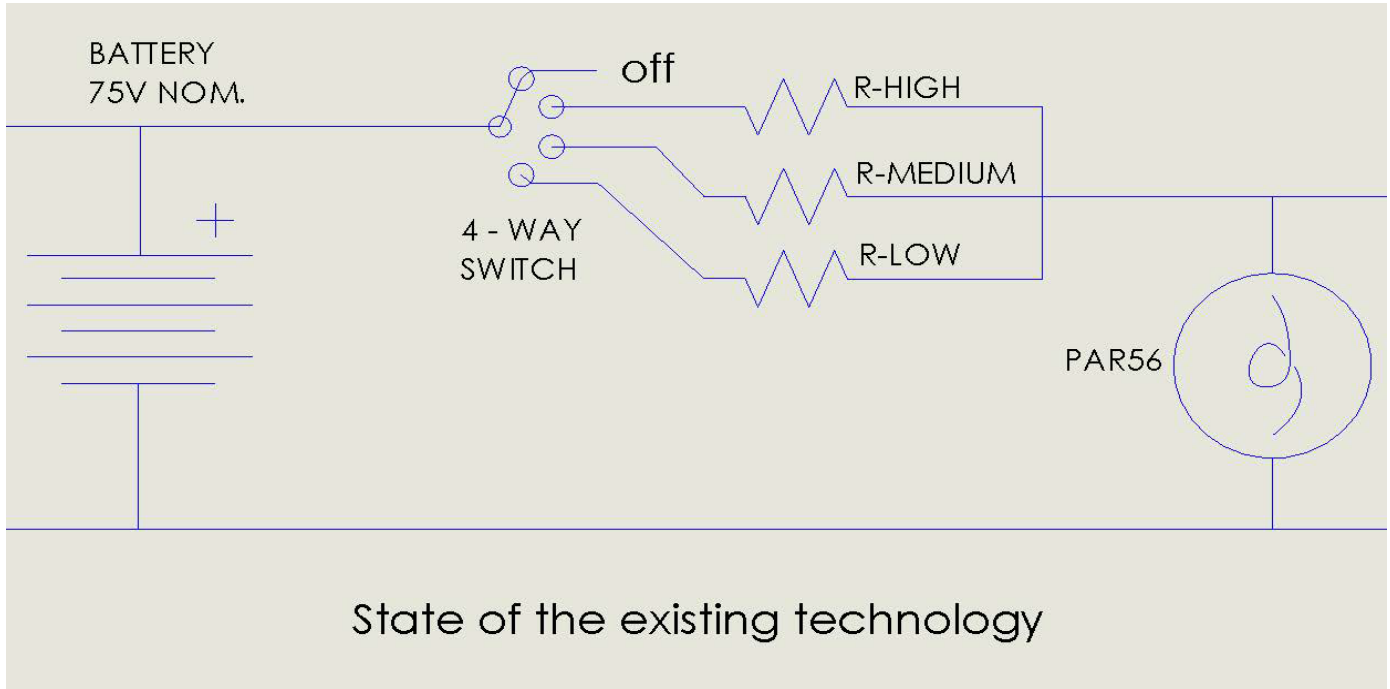 BATTERY
75V NOM.
off
R-HIGH
R-MEDIUM
4 - WAY
SWITCH
R-LOW
PAR56
State of the existing technology